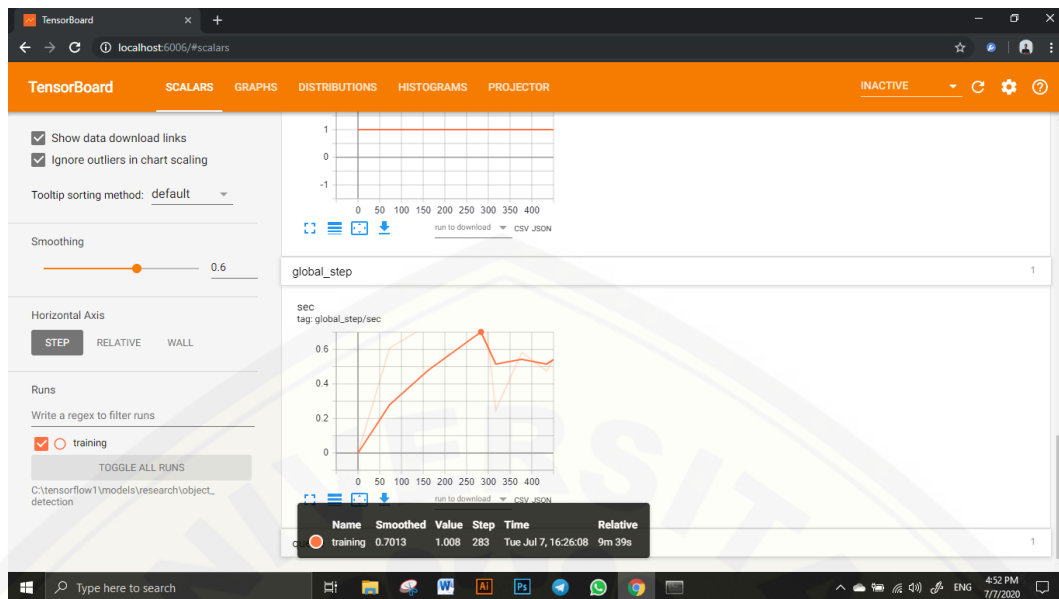 TensorBoard
localhost:6006/#scalars
TensorBoard SCALARS GRAPHS DISTRIBUTIONS HISTOGRAMS PROJECTOR INACTIVE
Show data download links
Ignore outliers in chart scaling
Tooltip sorting method: default
Smoothing
0.6
Horizontal Axis
STEP RELATIVE WALL
Runs
Write a regex to filter runs
training
TOGGLE ALL RUNS
C:\tensorflow1\models\research\object_
detection
1
0
-1
0 50 100 150 200 250 300 350 400
run to download CSV JSON
global_step 1
sec
tag: global_step/sec
0.6
0.4
0.2
0
0 50 100 150 200 250 300 350 400
run to download CSV JSON
Name Smoothed Value Step Time Relative
training 0.7013 1.008 283 Tue Jul 7, 16:26:08 9m 39s
1
Type here to search
W Ai Ps
ENG 4:52 PM
7/7/2020
UNIVERSIT